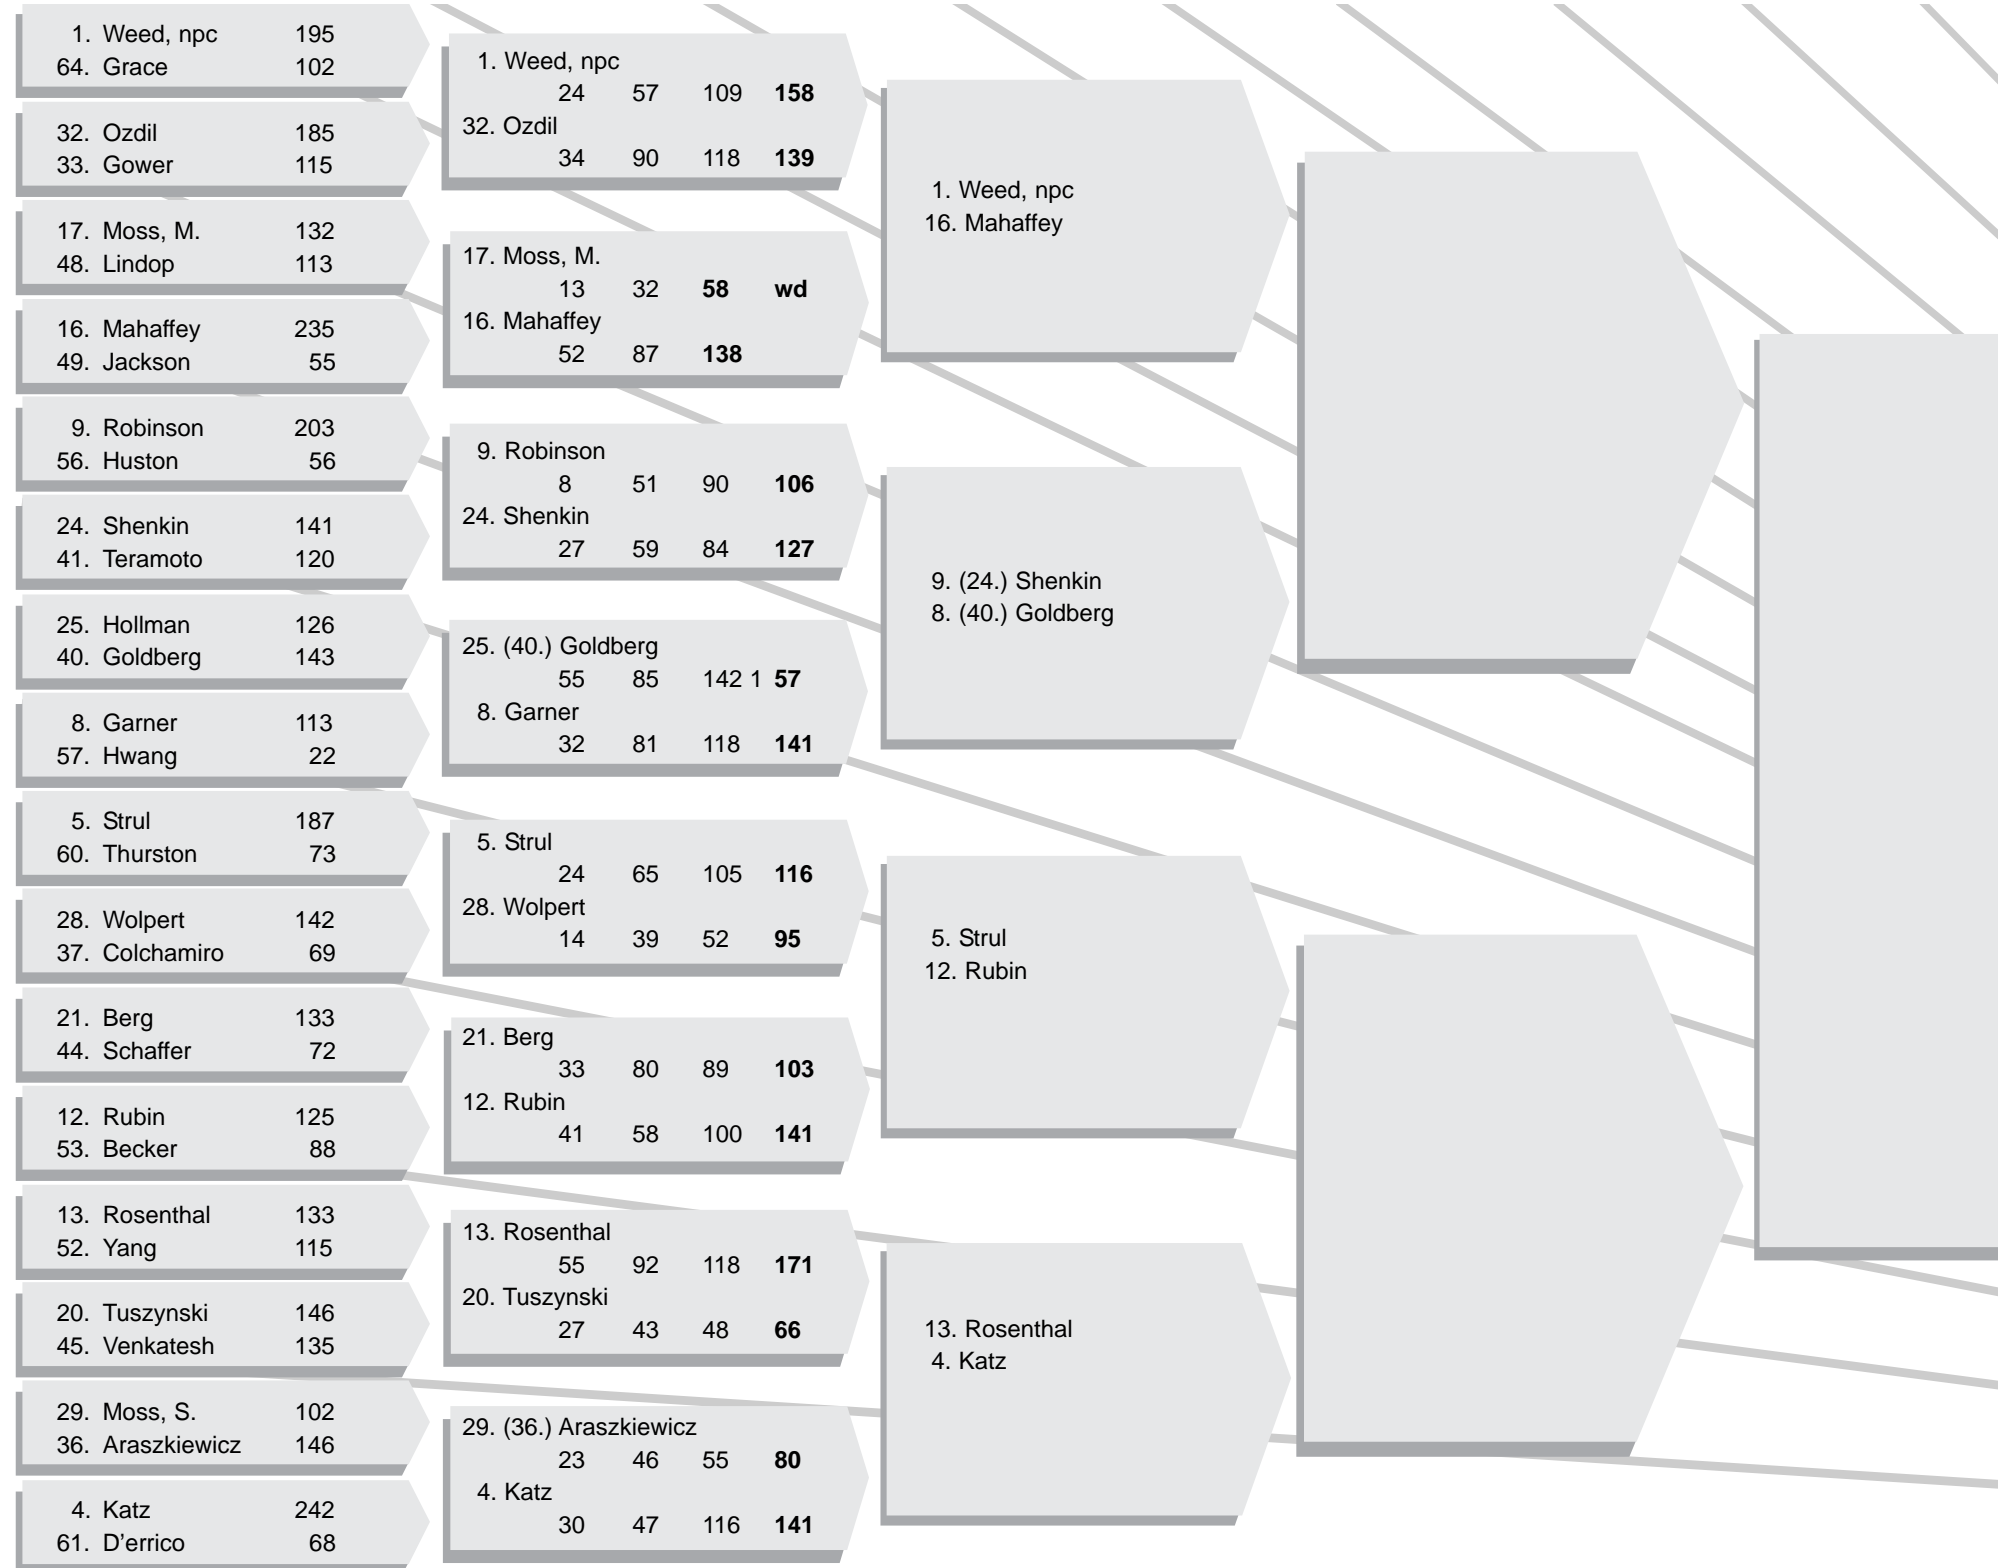 1. Weed, npc 195
64. Grace 102
32. Ozdil 185
33. Gower 115
17. Moss, M. 132
48. Lindop 113
16. Mahaffey 235
49. Jackson 55
9. Robinson 203
56. Huston 56
24. Shenkin 141
41. Teramoto 120
25. Hollman 126
40. Goldberg 143
8. Garner 113
57. Hwang 22
5. Strul 187
60. Thurston 73
28. Wolpert 142
37. Colchamiro 69
21. Berg 133
44. Schaffer 72
12. Rubin 125
53. Becker 88
13. Rosenthal 133
52. Yang 115
20. Tuszynski 146
45. Venkatesh 135
29. Moss, S. 102
36. Araszkiewicz 146
4. Katz 242
61. D’errico 68
1. Weed, npc
24 57 109 158
32. Ozdil
34 90 118 139
17. Moss, M.
13 32 58 wd
16. Mahaffey
52 87 138
9. Robinson
8 51 90 106
24. Shenkin
27 59 84 127
25. (40.) Goldberg
55 85 142 1 57
8. Garner
32 81 118 141
5. Strul
24 65 105 116
28. Wolpert
14 39 52 95
21. Berg
33 80 89 103
12. Rubin
41 58 100 141
13. Rosenthal
55 92 118 171
20. Tuszynski
27 43 48 66
29. (36.) Araszkiewicz
23 46 55 80
4. Katz
30 47 116 141
1. Weed, npc
16. Mahaffey
9. (24.) Shenkin
8. (40.) Goldberg
5. Strul
12. Rubin
13. Rosenthal
4. Katz